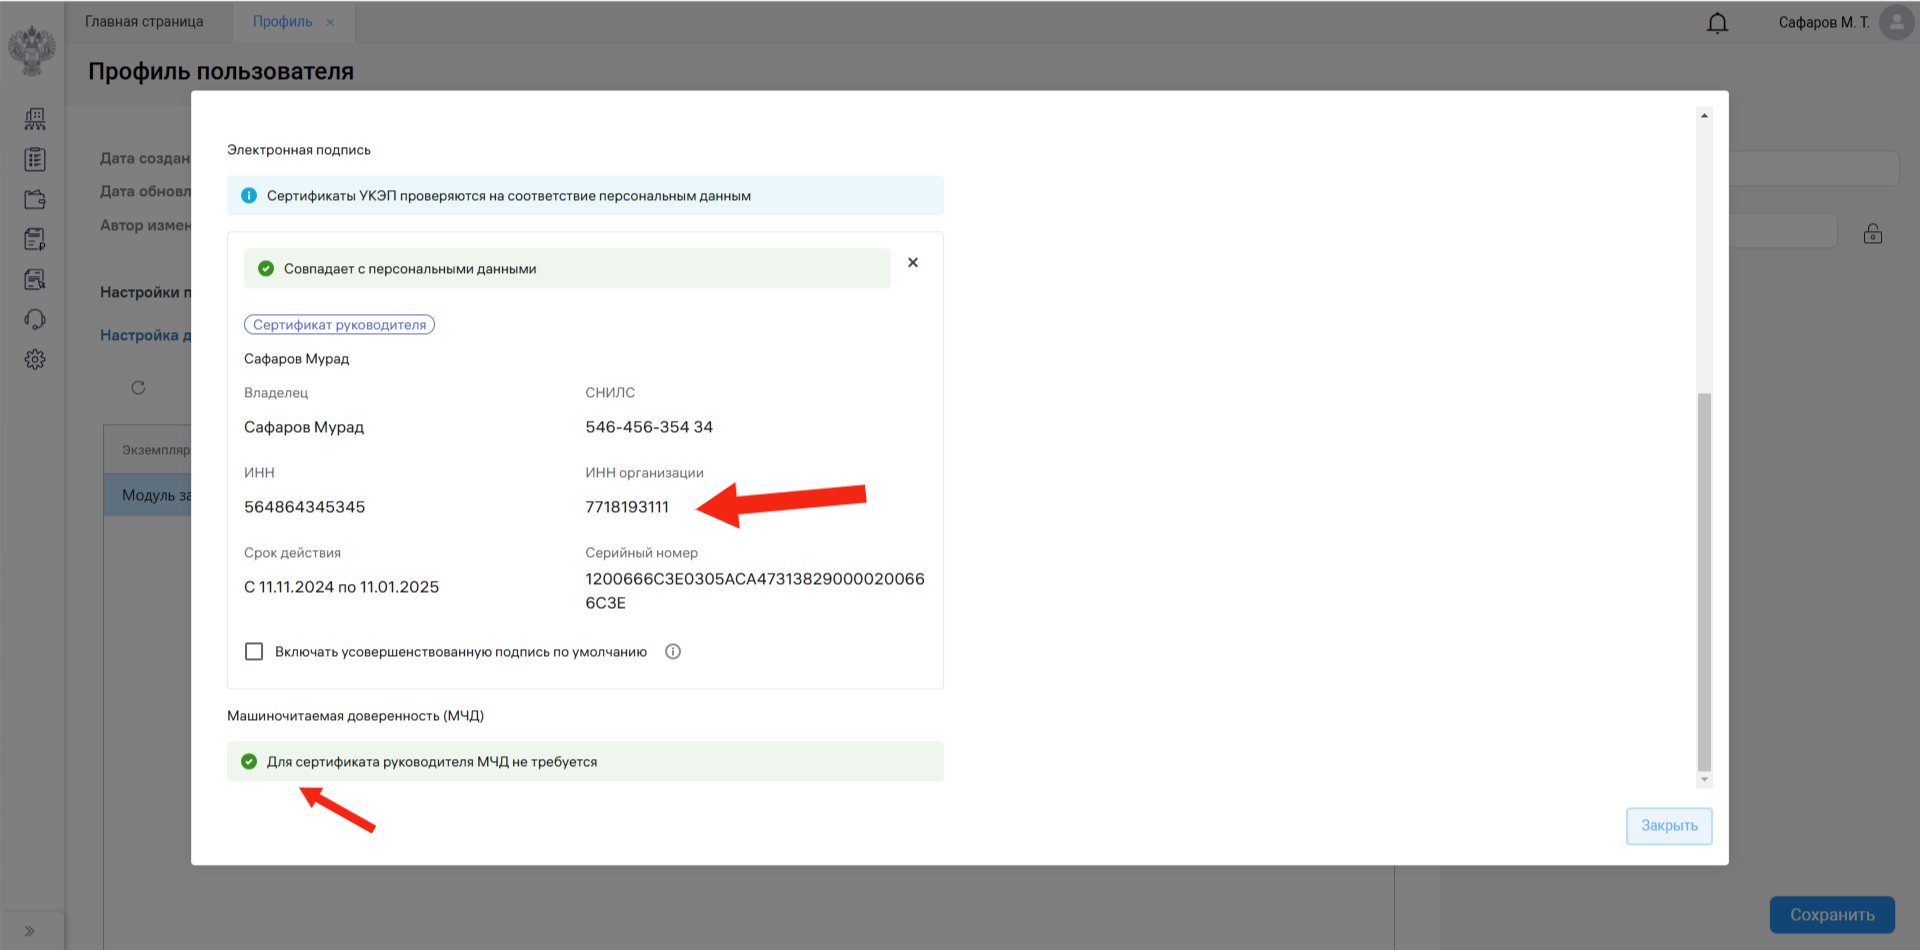 Главная страница
Профиль ×
Сафаров М. Т.
Профиль пользователя
Дата создан
Дата обновл
Автор измен
Настройки п
Настройка д
Экземпляр
Модуль за
Электронная подпись
Сертификаты УКЭП проверяются на соответствие персональным данным
Совпадает с персональными данными
Сертификат руководителя
Сафаров Мурад
Владелец
СНИЛС
Сафаров Мурад
546-456-354 34
ИНН
ИНН организации
564864345345
7718193111
Срок действия
Серийный номер
С 11.11.2024 по 11.01.2025
1200666C3E0305ACA47313829000020066
6C3E
Включать усовершенствованную подпись по умолчанию
Машиночитаемая доверенность (МЧД)
Для сертификата руководителя МЧД не требуется
Закрыть
Сохранить